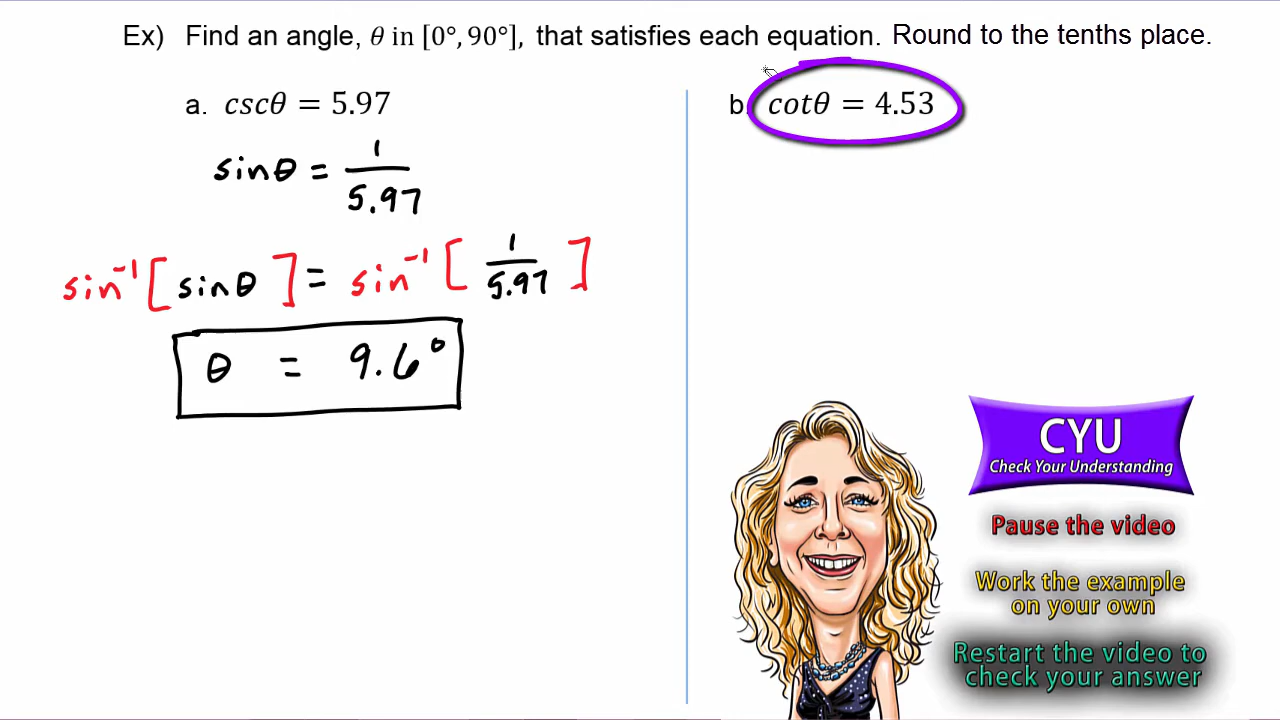 Ex) Find an angle, θ in [0°, 90°], that satisfies each equation. Round to the tenths place.
a. cscθ = 5.97
sinθ = 1/5.97
sin⁻¹[sinθ] = sin⁻¹[1/5.97]
θ = 9.6°
b. cotθ = 4.53
CYU
Check Your Understanding
Pause the video
Work the example
on your own
Restart the video to
check your answer